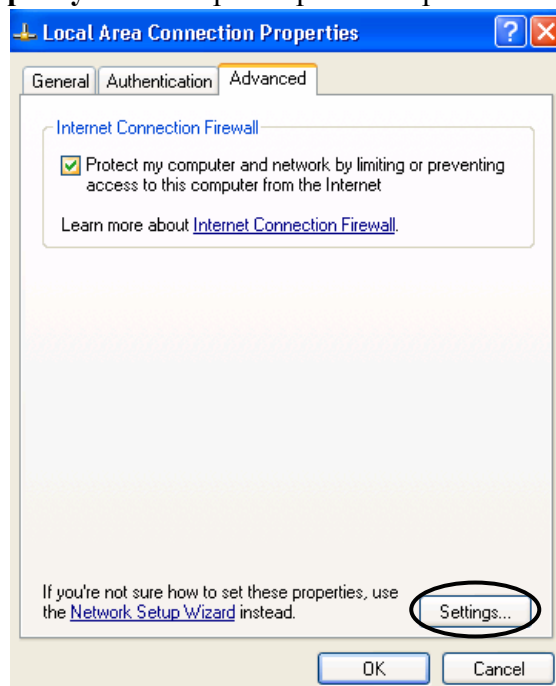 Local Area Connection Properties
General Authentication Advanced
Internet Connection Firewall
Protect my computer and network by limiting or preventing
access to this computer from the Internet
Learn more about Internet Connection Firewall.
If you're not sure how to set these properties, use
the Network Setup Wizard instead.
Settings...
OK Cancel